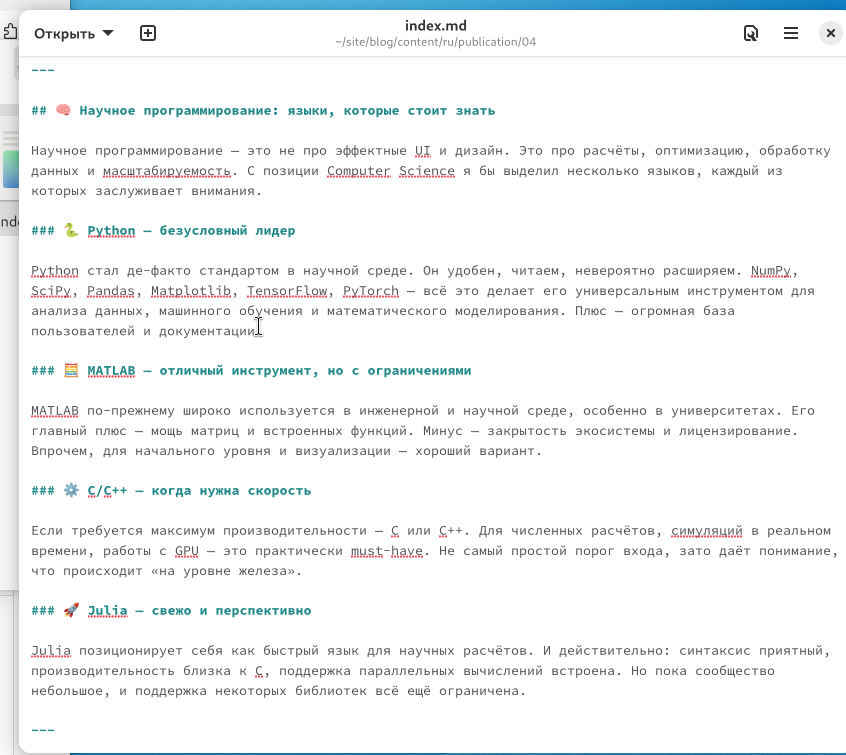 Открыть
index.md
~/site/blog/content/ru/publication/04
---
## 🧠 Научное программирование: языки, которые стоит знать
Научное программирование — это не про эффектные UI и дизайн. Это про расчёты, оптимизацию, обработку
данных и масштабируемость. С позиции Computer Science я бы выделил несколько языков, каждый из
которых заслуживает внимания.
### 🐍 Python — безусловный лидер
Python стал де-факто стандартом в научной среде. Он удобен, читаем, невероятно расширяем. NumPy,
SciPy, Pandas, Matplotlib, TensorFlow, PyTorch — всё это делает его универсальным инструментом для
анализа данных, машинного обучения и математического моделирования. Плюс — огромная база
пользователей и документации.
### 🧮 MATLAB — отличный инструмент, но с ограничениями
MATLAB по-прежнему широко используется в инженерной и научной среде, особенно в университетах. Его
главный плюс — мощь матриц и встроенных функций. Минус — закрытость экосистемы и лицензирование.
Впрочем, для начального уровня и визуализации — хороший вариант.
### ⚙️ C/C++ — когда нужна скорость
Если требуется максимум производительности — C или C++. Для численных расчётов, симуляций в реальном
времени, работы с GPU — это практически must-have. Не самый простой порог входа, зато даёт понимание,
что происходит «на уровне железа».
### 🚀 Julia — свежо и перспективно
Julia позиционирует себя как быстрый язык для научных расчётов. И действительно: синтаксис приятный,
производительность близка к C, поддержка параллельных вычислений встроена. Но пока сообщество
небольшое, и поддержка некоторых библиотек всё ещё ограничена.
---